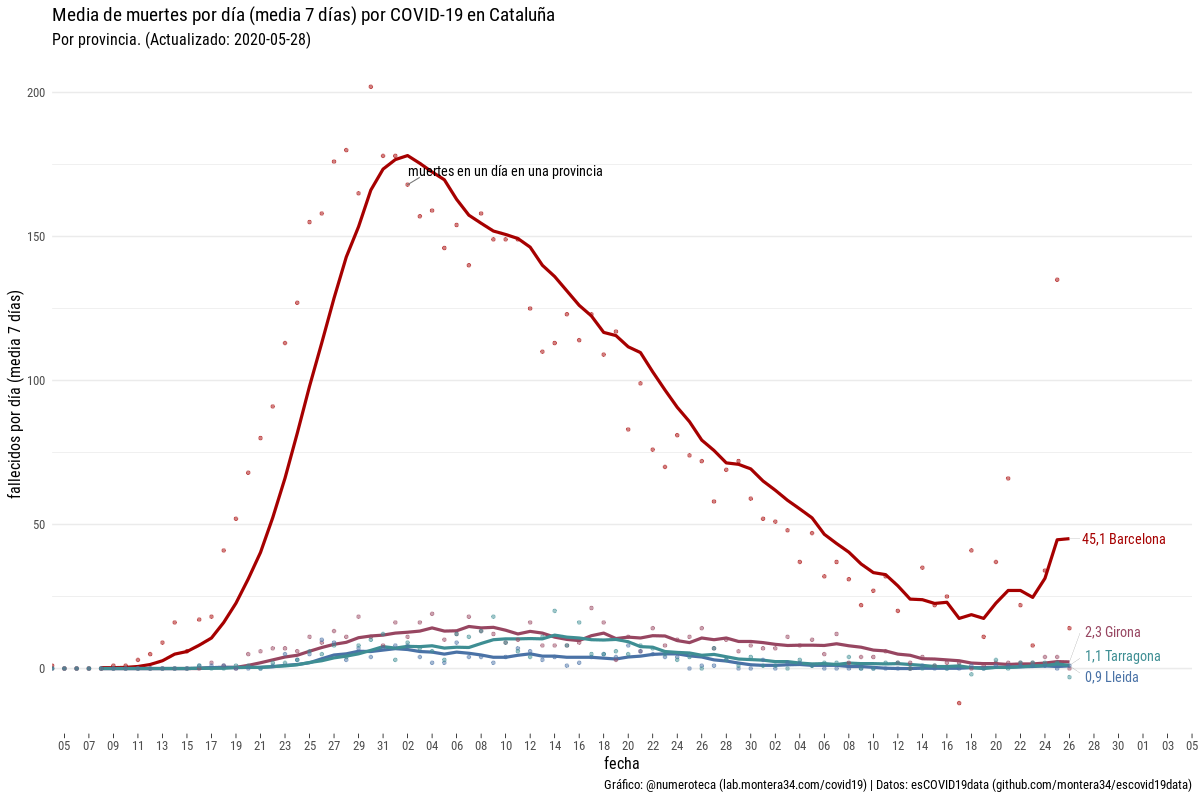 Media de muertes por día (media 7 días) por COVID-19 en Cataluña
Por provincia. (Actualizado: 2020-05-28)
fallecidos por día (media 7 días)
200
150
100
50
0
muertes en un día en una provincia
45,1 Barcelona
2,3 Girona
1,1 Tarragona
0,9 Lleida
05 07 09 11 13 15 17 19 21 23 25 27 29 31 02 04 06 08 10 12 14 16 18 20 22 24 26 28 30 02 04 06 08 10 12 14 16 18 20 22 24 26 30 01 03 05
fecha
Gráfico: @numeroteca (lab.montera34.com/covid19) | Datos: esCOVID19data (github.com/montera34/escovid19data)